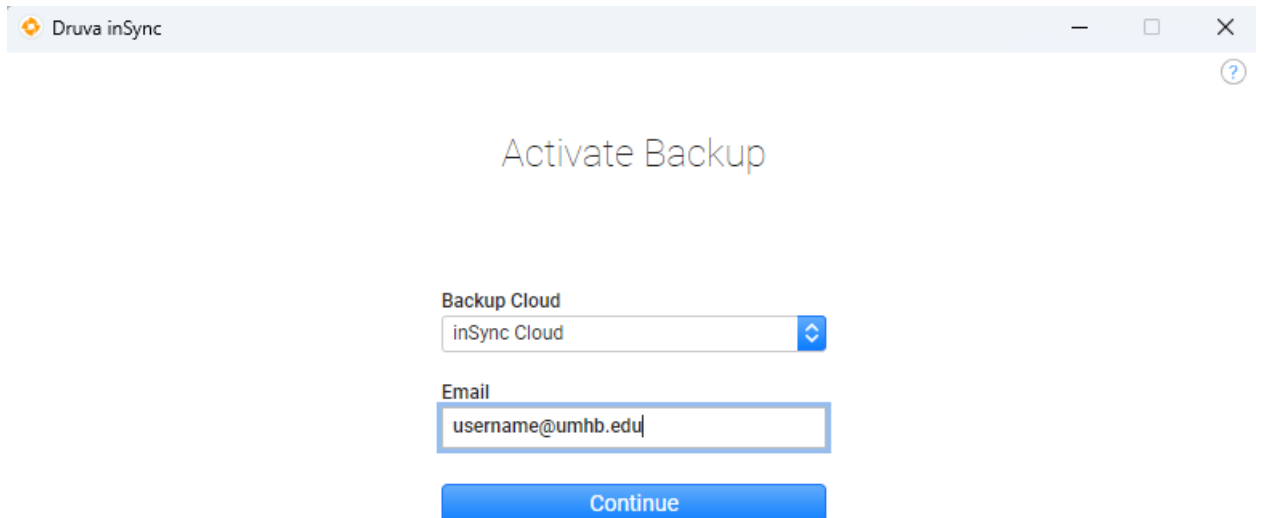 Druva inSync
?
Activate Backup
Backup Cloud
inSync Cloud
Email
username@umhb.edu
Continue